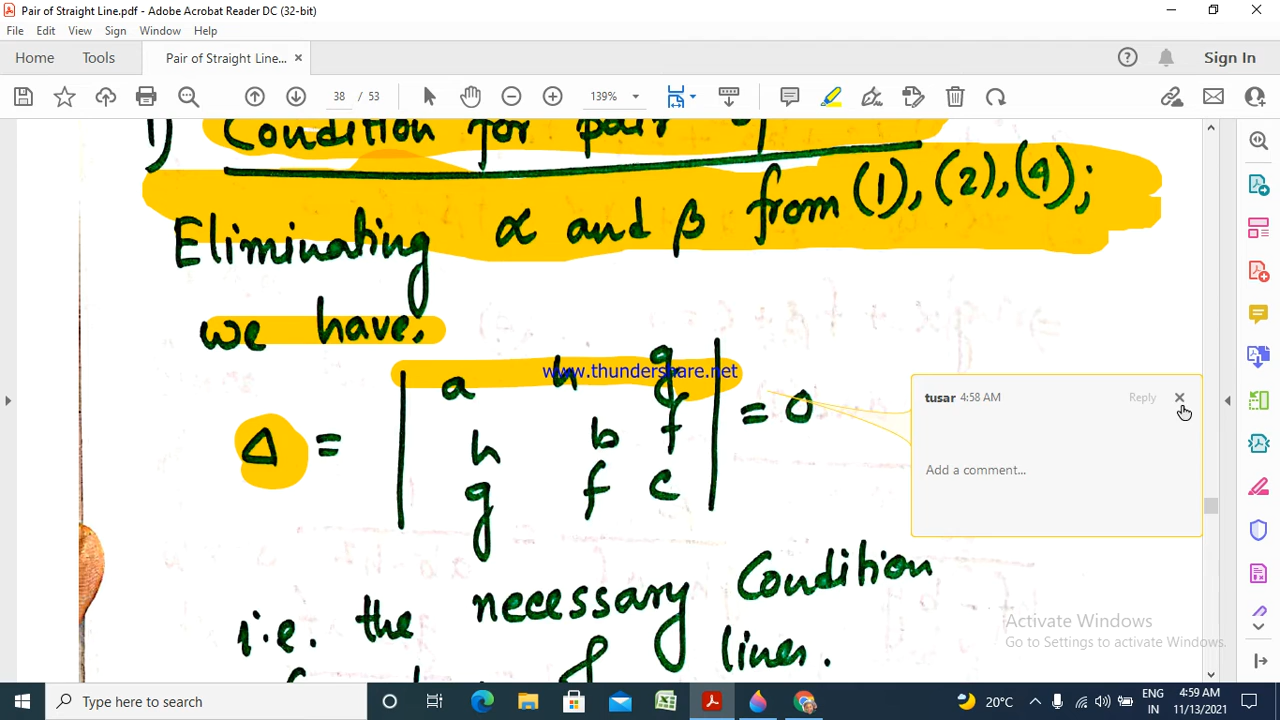 Pair of Straight Line.pdf - Adobe Acrobat Reader DC (32-bit)
File Edit View Sign Window Help
Home Tools Pair of Straight Line... × Sign In
38 / 53 139%
1) Condition for pair of
Eliminating α and β from (1), (2), (4);
we have,
www.thundershare.net
a h g
Δ = h b f = 0
g f c
tusar 4:58 AM Reply
Add a comment...
i.e. the necessary Condition
lines.
Activate Windows
Go to Settings to activate Windows.
Type here to search
20°C ENG IN 4:59 AM 11/13/2021